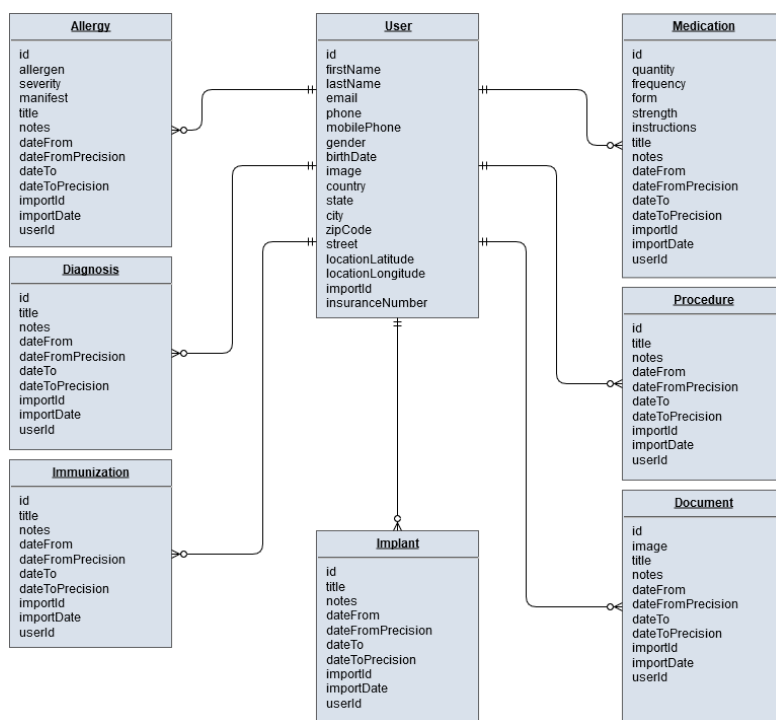 Allergy
id
allergen
severity
manifest
title
notes
dateFrom
dateFromPrecision
dateTo
dateToPrecision
importId
importDate
userId
Diagnosis
id
title
notes
dateFrom
dateFromPrecision
dateTo
dateToPrecision
importId
importDate
userId
Immunization
id
title
notes
dateFrom
dateFromPrecision
dateTo
dateToPrecision
importId
importDate
userId
User
id
firstName
lastName
email
phone
mobilePhone
gender
birthDate
image
country
state
city
zipCode
street
locationLatitude
locationLongitude
importId
insuranceNumber
Implant
id
title
notes
dateFrom
dateFromPrecision
dateTo
dateToPrecision
importId
importDate
userId
Medication
id
quantity
frequency
form
strength
instructions
title
notes
dateFrom
dateFromPrecision
dateTo
dateToPrecision
importId
importDate
userId
Procedure
id
title
notes
dateFrom
dateFromPrecision
dateTo
dateToPrecision
importId
importDate
userId
Document
id
image
title
notes
dateFrom
dateFromPrecision
dateTo
dateToPrecision
importId
importDate
userId